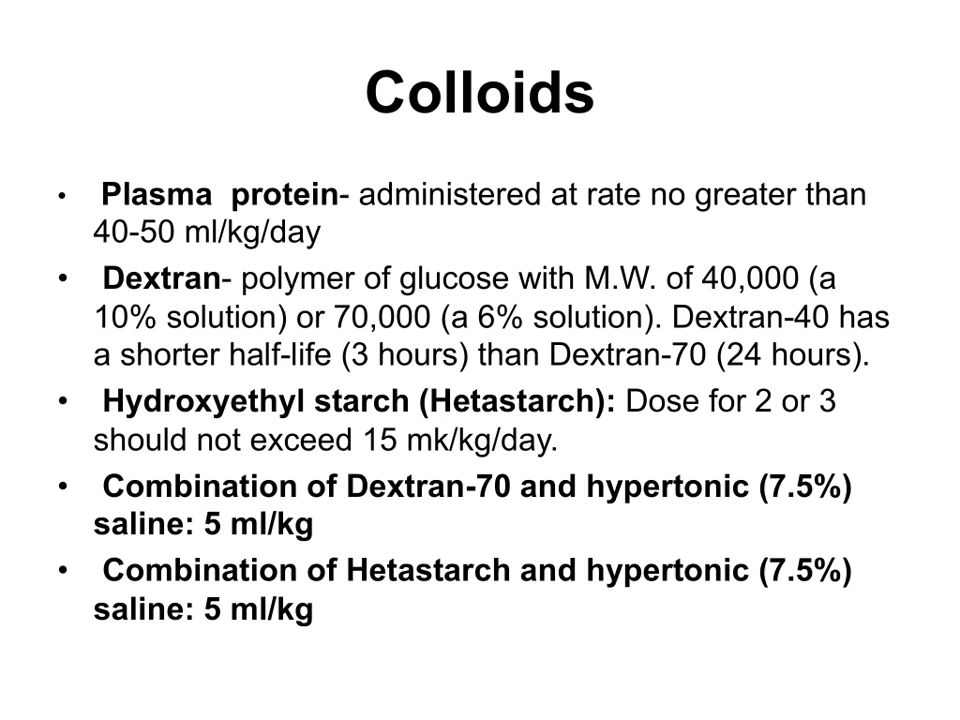 Colloids
• Plasma  protein- administered at rate no greater than
40-50 ml/kg/day
• Dextran- polymer of glucose with M.W. of 40,000 (a
10% solution) or 70,000 (a 6% solution). Dextran-40 has
a shorter half-life (3 hours) than Dextran-70 (24 hours).
• Hydroxyethyl starch (Hetastarch): Dose for 2 or 3
should not exceed 15 mk/kg/day.
• Combination of Dextran-70 and hypertonic (7.5%)
saline: 5 ml/kg
• Combination of Hetastarch and hypertonic (7.5%)
saline: 5 ml/kg